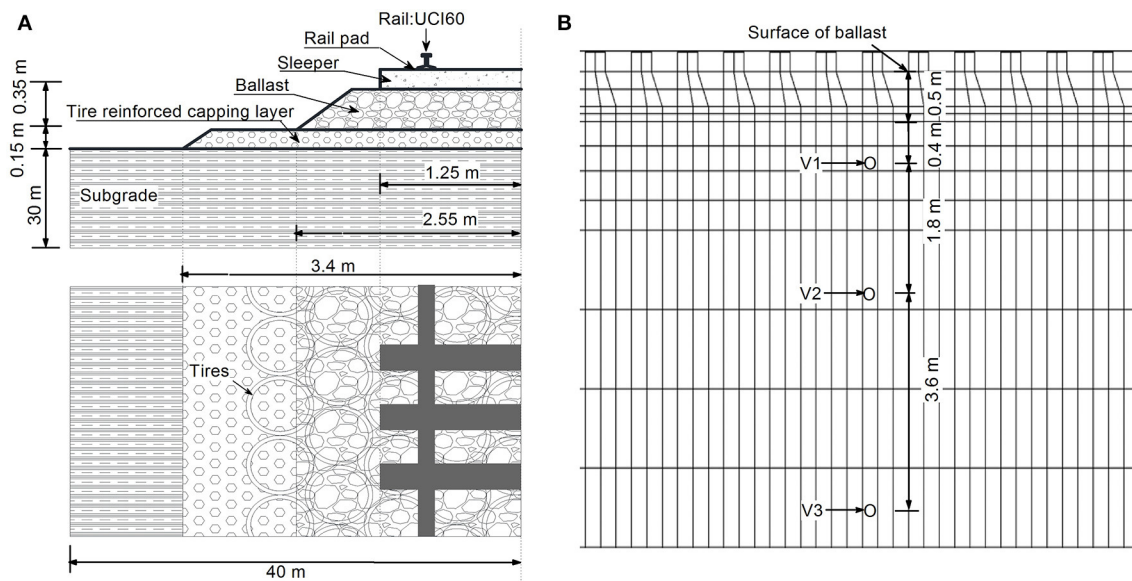 A
Rail:UCI60
Rail pad
Sleeper
Ballast
Tire reinforced capping layer
0.35 m
0.15 m
30 m
Subgrade
1.25 m
2.55 m
3.4 m
Tires
40 m
B
Surface of ballast
0.5 m
0.4 m
V1
1.8 m
V2
3.6 m
V3